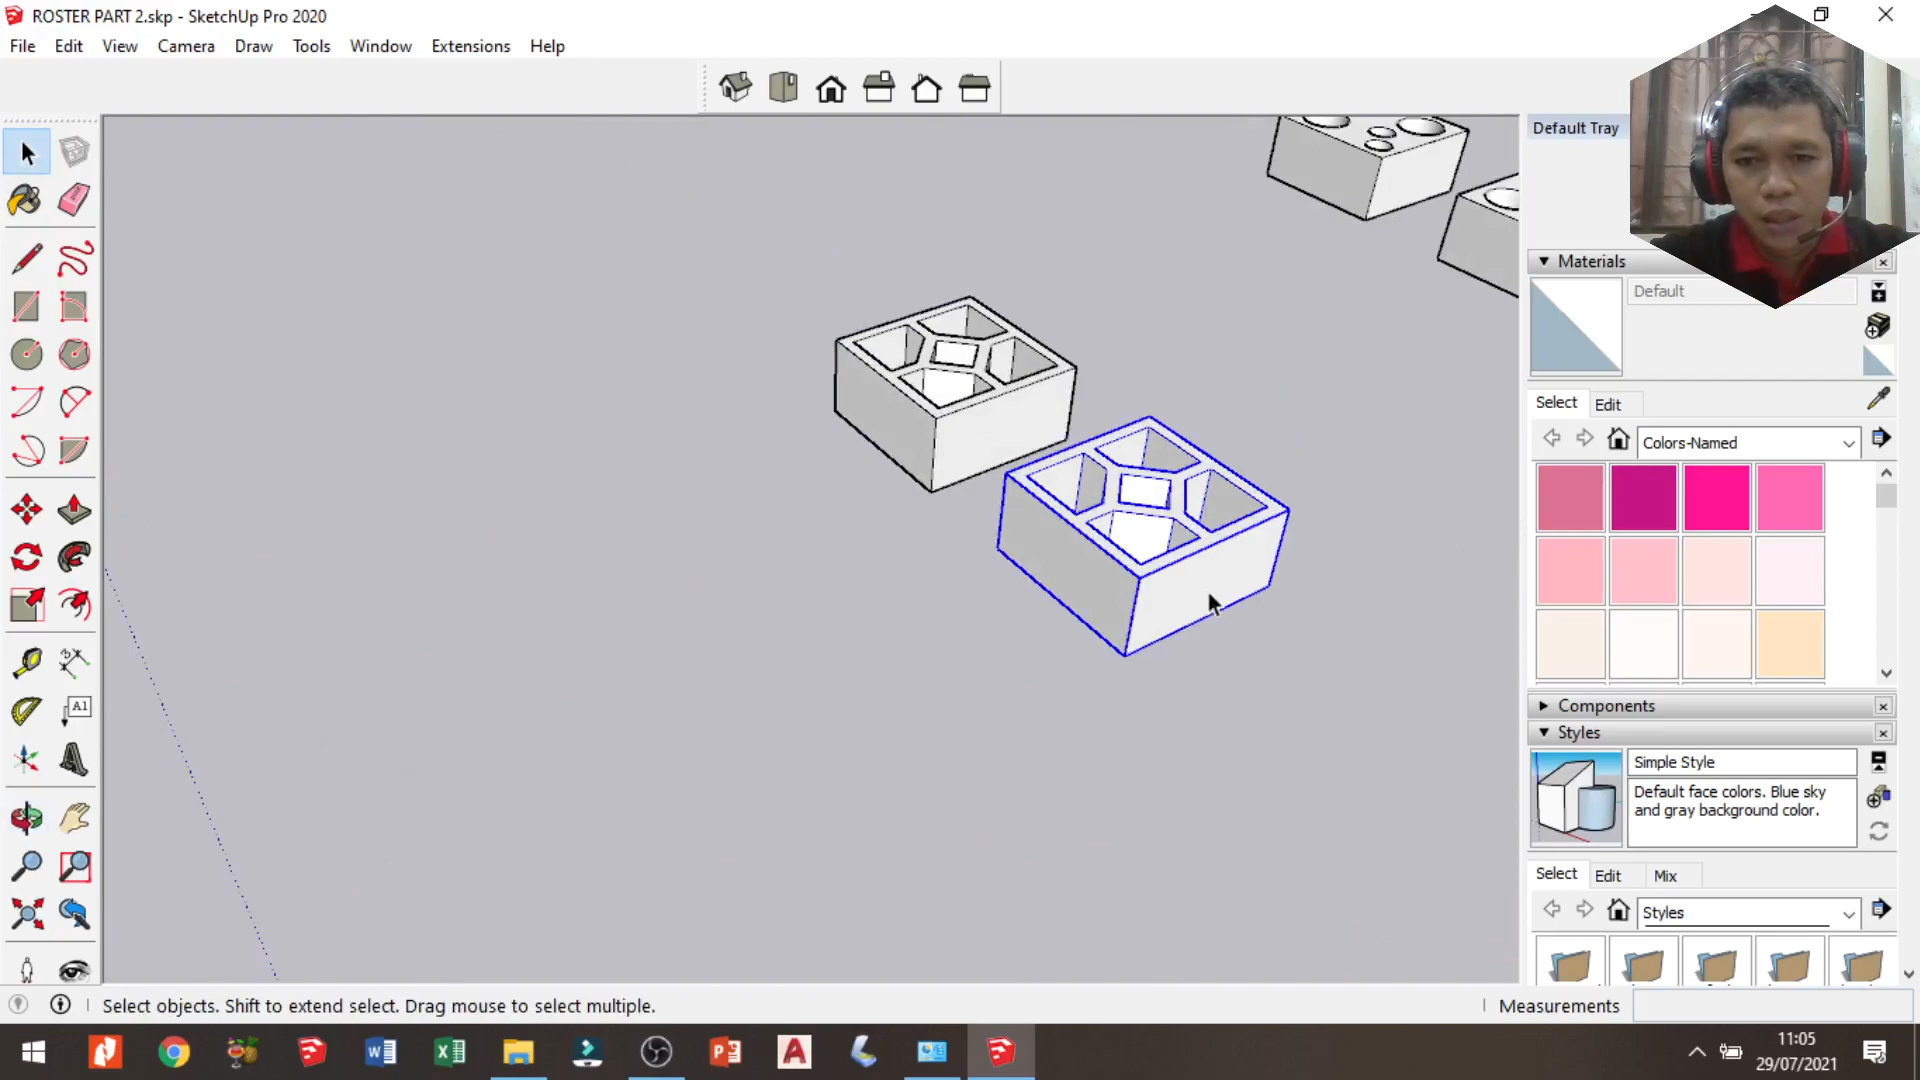 ROSTER PART 2.skp - SketchUp Pro 2020
File Edit View Camera Draw Tools Window Extensions Help
Default Tray
Materials
Default
Select Edit
Colors-Named
Components
Styles
Simple Style
Default face colors. Blue sky
and gray background color.
Select Edit Mix
Styles
A1
Select objects. Shift to extend select. Drag mouse to select multiple.
Measurements
11:05
29/07/2021